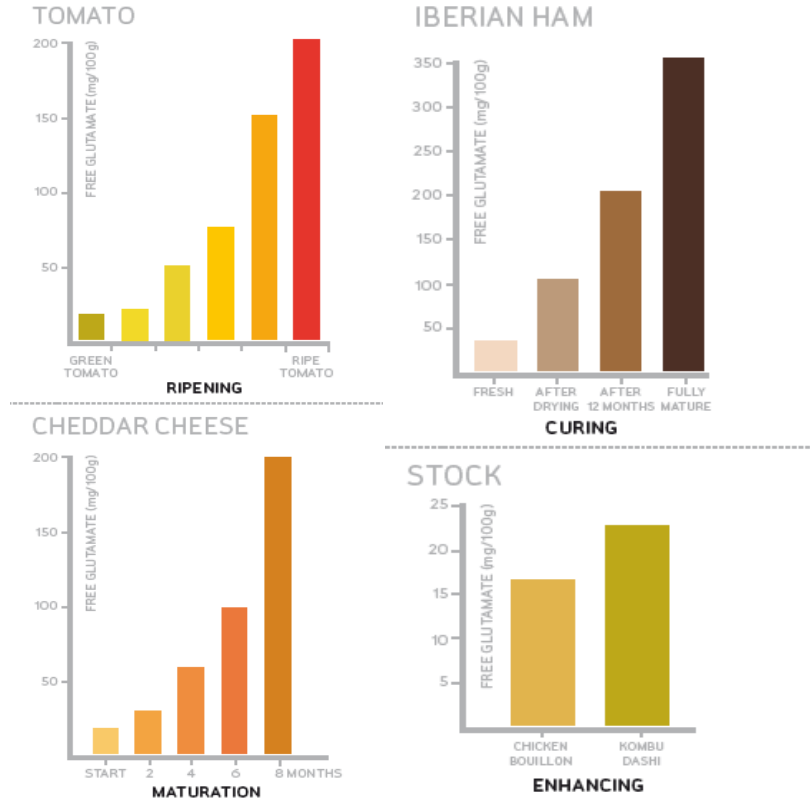 TOMATO
FREE GLUTAMATE (mg/100g)
200
150
100
50
GREEN TOMATO
RIPE TOMATO
RIPENING
IBERIAN HAM
FREE GLUTAMATE (mg/100g)
350
300
250
200
150
100
50
FRESH
AFTER DRYING
AFTER 12 MONTHS
FULLY MATURE
CURING
CHEDDAR CHEESE
FREE GLUTAMATE (mg/100g)
200
150
100
50
START 2 4 6 8 MONTHS
MATURATION
STOCK
FREE GLUTAMATE (mg/100g)
25
20
15
10
5
CHICKEN BOUILLON
KOMBU DASHI
ENHANCING